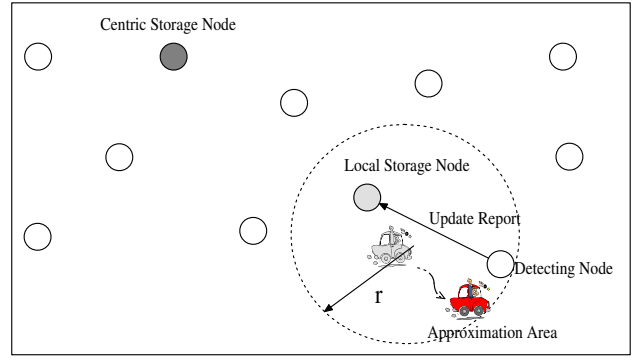 Centric Storage Node
Local Storage Node
Update Report
Detecting Node
r
Approximation Area